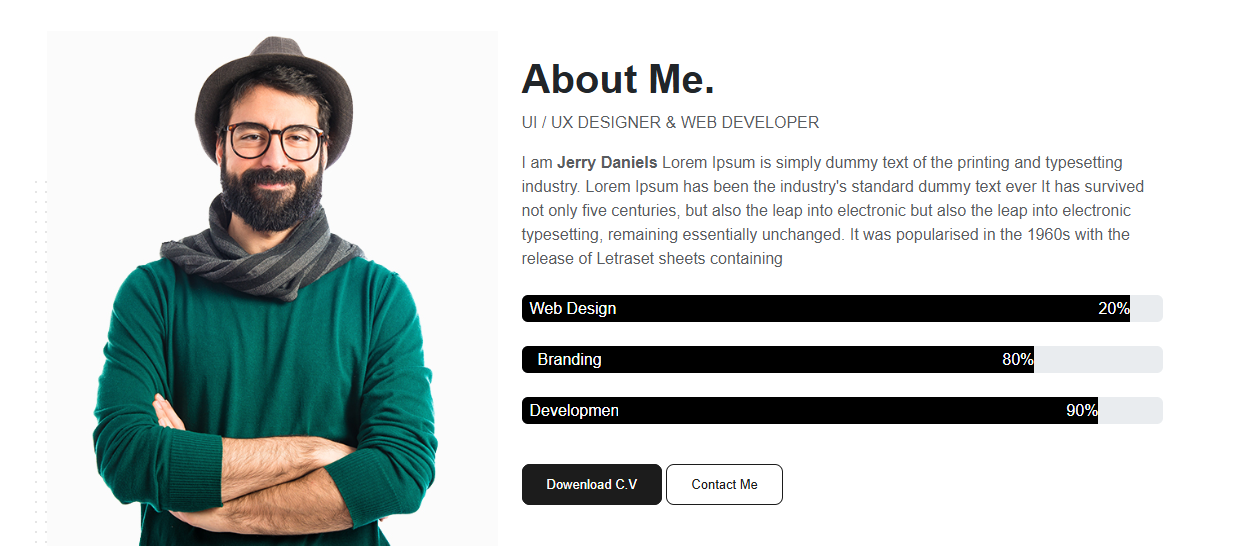 About Me.
UI / UX DESIGNER & WEB DEVELOPER
I am Jerry Daniels Lorem Ipsum is simply dummy text of the printing and typesetting
industry. Lorem Ipsum has been the industry's standard dummy text ever It has survived
not only five centuries, but also the leap into electronic but also the leap into electronic
typesetting, remaining essentially unchanged. It was popularised in the 1960s with the
release of Letraset sheets containing
Web Design 20%
Branding 80%
Developmen 90%
Dowenload C.V Contact Me